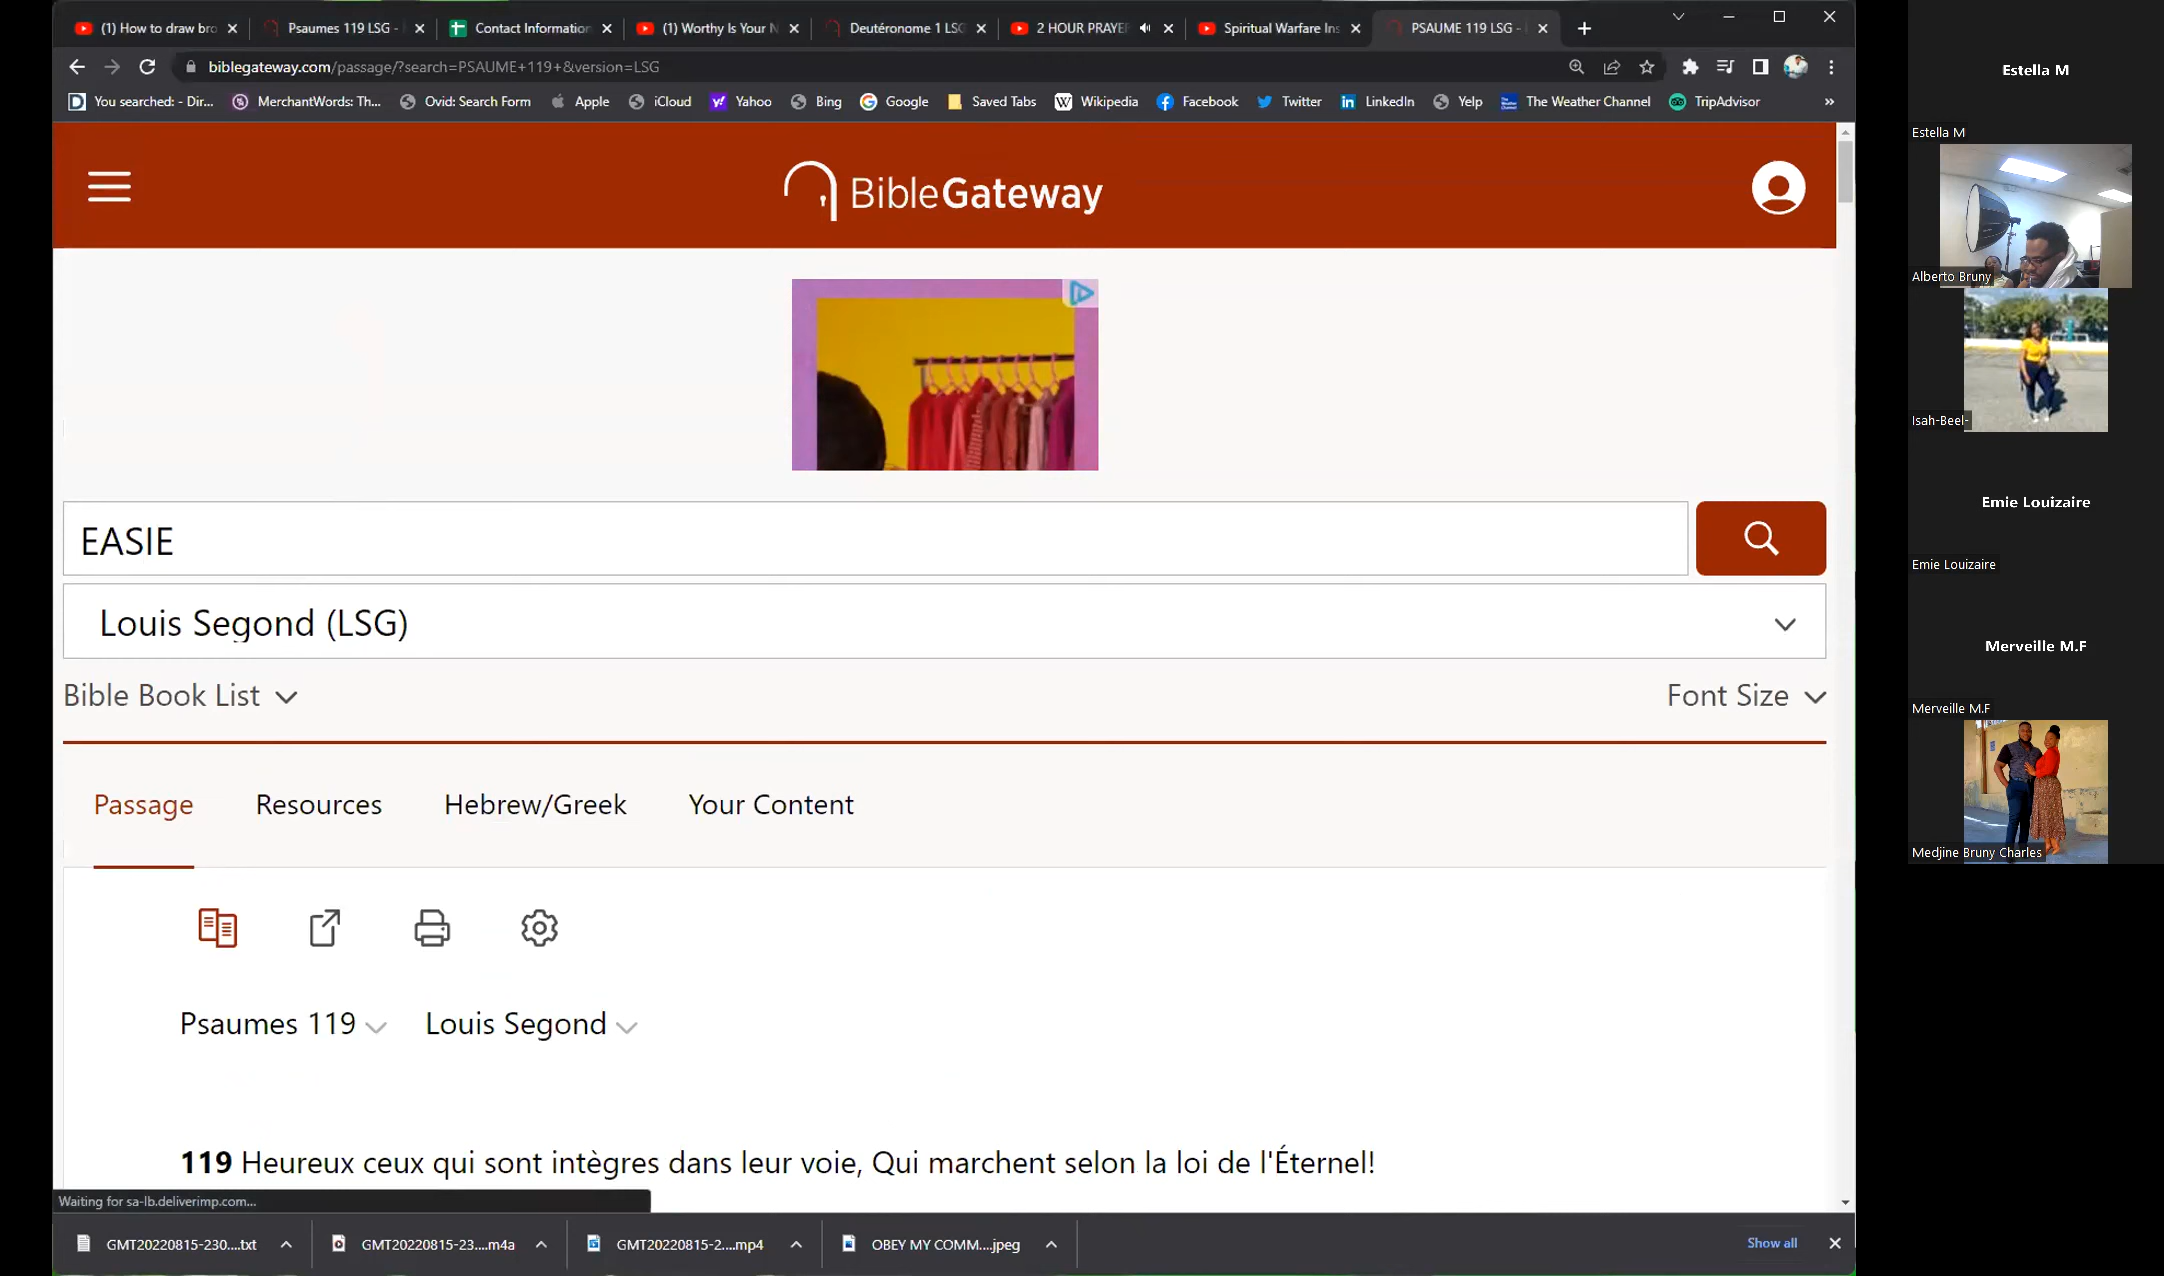 (1) How to draw bro
Psaumes 119 LSG -
Contact Information
(1) Worthy Is Your N
Deutéronome 1 LSG
2 HOUR PRAYER
Spiritual Warfare Ins
PSAUME 119 LSG -
biblegateway.com/passage/?search=PSAUME+119+&version=LSG
You searched: - Dir...
MerchantWords: Th...
Ovid: Search Form
Apple
iCloud
Yahoo
Bing
Google
Saved Tabs
Wikipedia
Facebook
Twitter
LinkedIn
Yelp
The Weather Channel
TripAdvisor
BibleGateway
EASIE
Louis Segond (LSG)
Bible Book List
Font Size
Passage
Resources
Hebrew/Greek
Your Content
Psaumes 119
Louis Segond
119 Heureux ceux qui sont intègres dans leur voie, Qui marchent selon la loi de l'Éternel!
Waiting for sa-lb.deliverimp.com...
GMT20220815-230....txt
GMT20220815-23....m4a
GMT20220815-2....mp4
OBEY MY COMM....jpeg
Show all
Estella M
Estella M
Alberto Bruny
Isah-Beel-
Emie Louizaire
Emie Louizaire
Merveille M.F
Merveille M.F
Medjine Bruny Charles